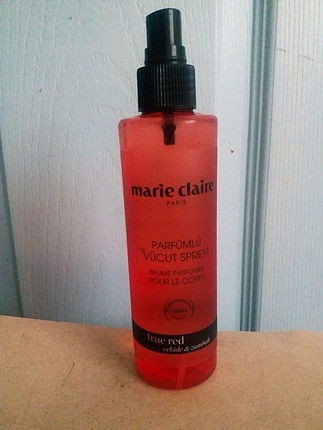 marie claire
PARIS
PARFÜMLÜ
VÜCUT SPREYİ
BRUME PARFUMÉE
POUR LE CORPS
true red
orkide & zambak